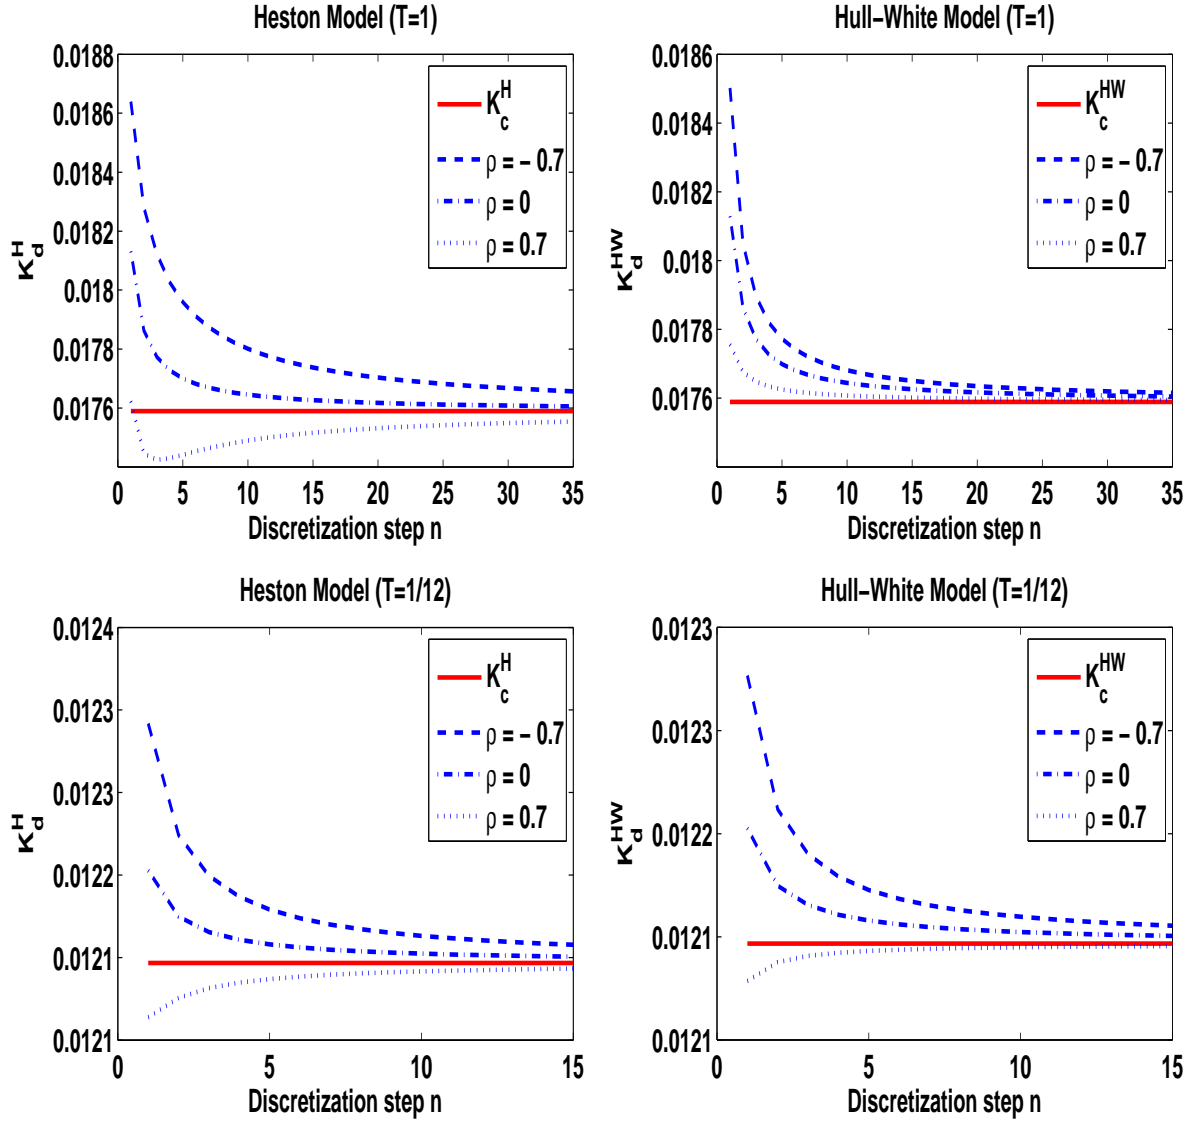 Heston Model (T=1)
0.0188
0.0186
0.0184
0.0182
0.018
0.0178
0.0176
K_d^H
K_c^H
ρ = − 0.7
ρ = 0
ρ = 0.7
0 5 10 15 20 25 30 35
Discretization step n
Hull−White Model (T=1)
0.0186
0.0184
0.0182
0.018
0.0178
0.0176
K_d^HW
K_c^HW
ρ = − 0.7
ρ = 0
ρ = 0.7
0 5 10 15 20 25 30 35
Discretization step n
Heston Model (T=1/12)
0.0124
0.0123
0.0123
0.0122
0.0121
0.0121
K_d^H
K_c^H
ρ = − 0.7
ρ = 0
ρ = 0.7
0 5 10 15
Discretization step n
Hull−White Model (T=1/12)
0.0123
0.0123
0.0122
0.0121
0.0121
K_d^HW
K_c^HW
ρ = − 0.7
ρ = 0
ρ = 0.7
0 5 10 15
Discretization step n